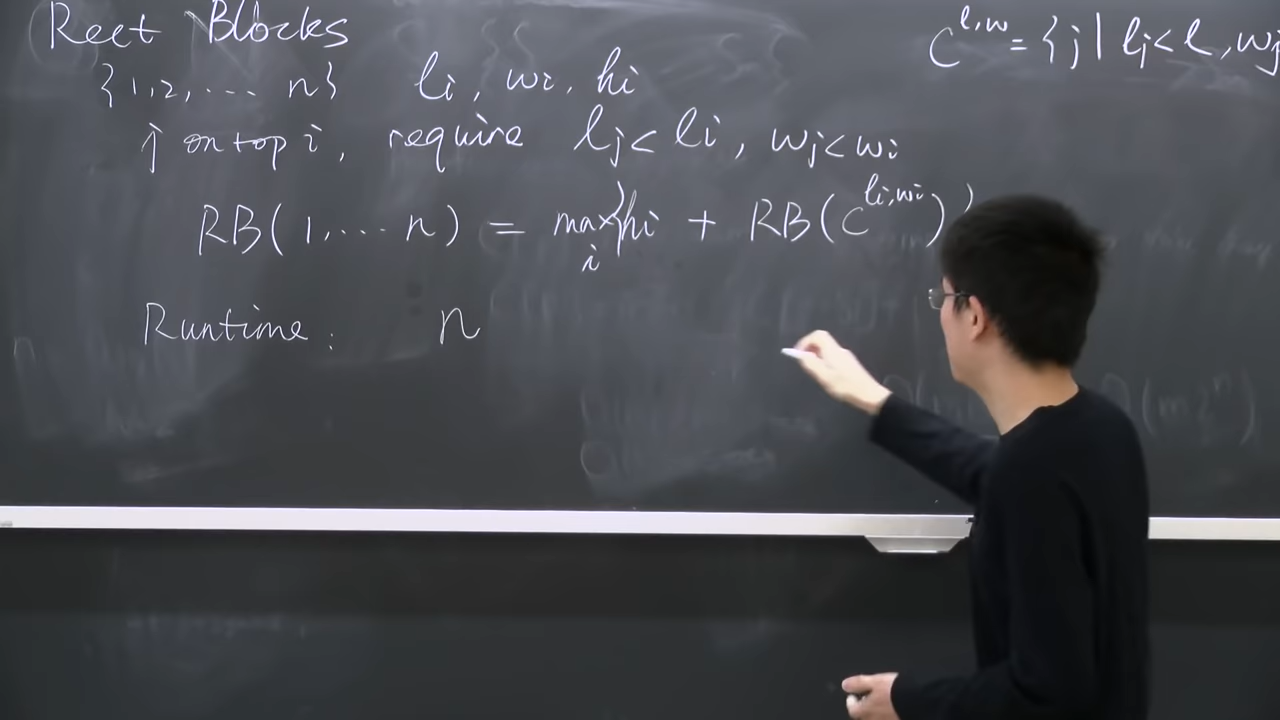 Rect Blocks
{1,2,... n} li, wi, hi
j on top i, require lj < li, wj < wi
RB(1,... n) = max i {hi + RB(C^li,wi)}
Runtime: n
C^l,w = {j | lj < l, wj